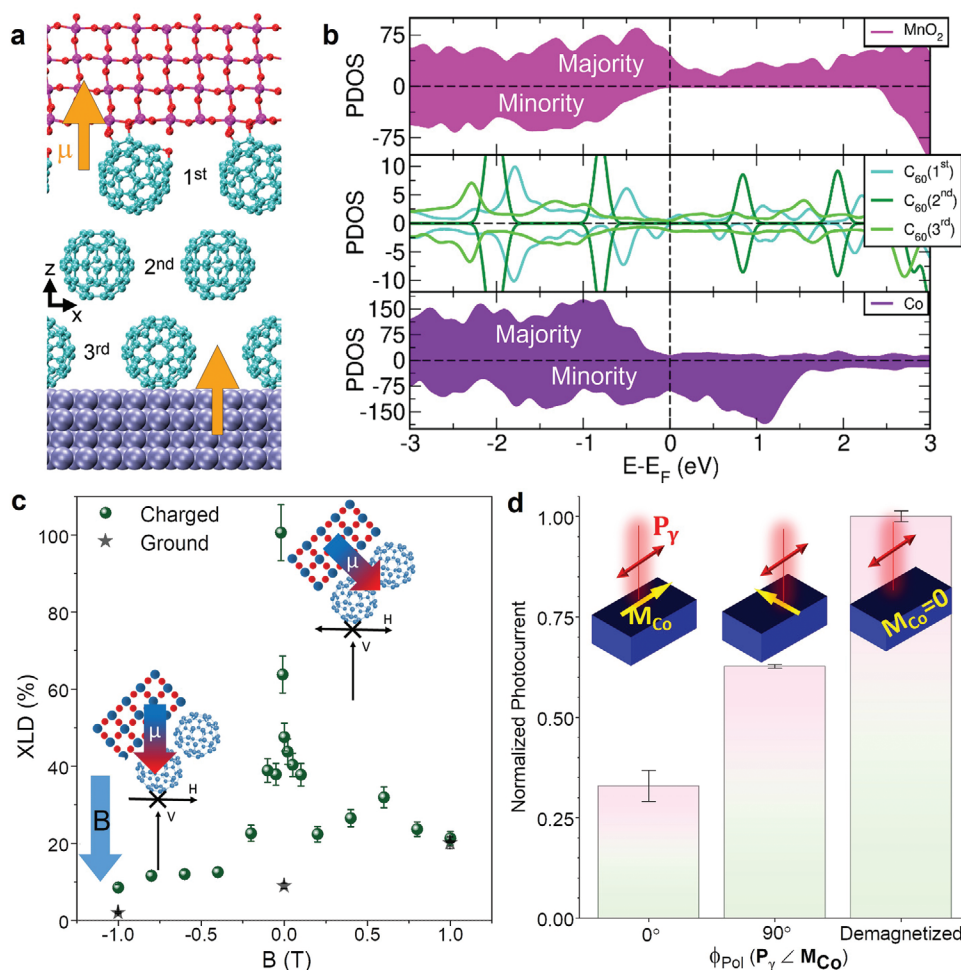 a
μ
1st
2nd
z
x
3rd
b
MnO2
75
0
-75
PDOS
Majority
Minority
10
5
0
-5
-10
PDOS
C60(1st)
C60(2nd)
C60(3rd)
Co
150
75
0
-75
-150
PDOS
Majority
Minority
-3 -2 -1 0 1 2 3
E-EF (eV)
c
Charged
Ground
100
80
60
40
20
0
XLD (%)
μ
H
V
μ
H
V
B
-1.0 -0.5 0.0 0.5 1.0
B (T)
d
1.00
0.75
0.50
0.25
0.00
Normalized Photocurrent
Pγ
MCo
MCo=0
0° 90° Demagnetized
ϕPol (Pγ ∠ MCo)